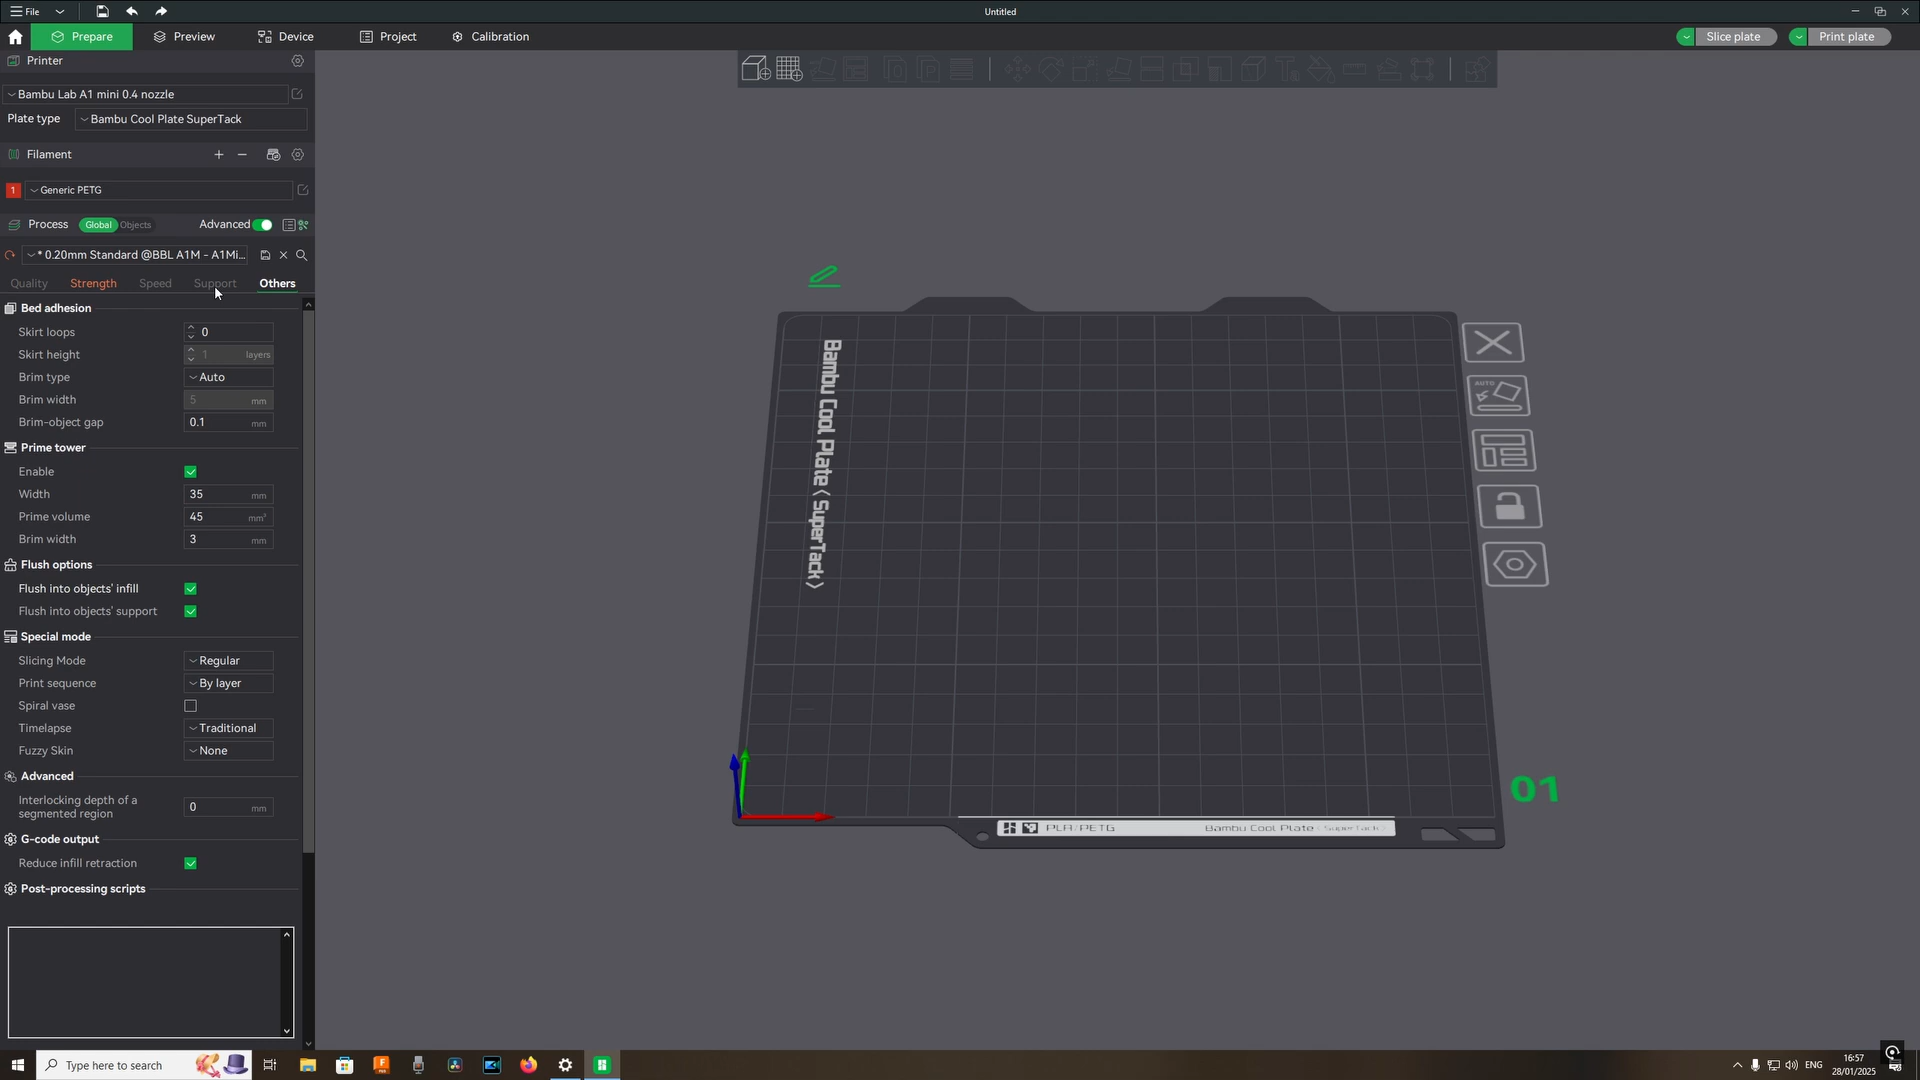 File
Untitled
Prepare Preview Device Project Calibration Slice plate Print plate
Printer
Bambu Lab A1 mini 0.4 nozzle
Plate type Bambu Cool Plate SuperTack
Filament
1 Generic PETG
Process Global Objects Advanced
* 0.20mm Standard @BBL A1M - A1Mi...
Quality Strength Speed Support Others
Bed adhesion
Skirt loops 0
Skirt height 1 layers
Brim type Auto
Brim width 5 mm
Brim-object gap 0.1 mm
Prime tower
Enable
Width 35 mm
Prime volume 45 mm³
Brim width 3 mm
Flush options
Flush into objects' infill
Flush into objects' support
Special mode
Slicing Mode Regular
Print sequence By layer
Spiral vase
Timelapse Traditional
Fuzzy Skin None
Advanced
Interlocking depth of a
segmented region 0 mm
G-code output
Reduce infill retraction
Post-processing scripts
Bambu Cool Plate <SuperTack>
AUTO
01
PLA/PETG Bambu Cool Plate <SuperTack>
Type here to search
ENG
16:57
28/01/2025